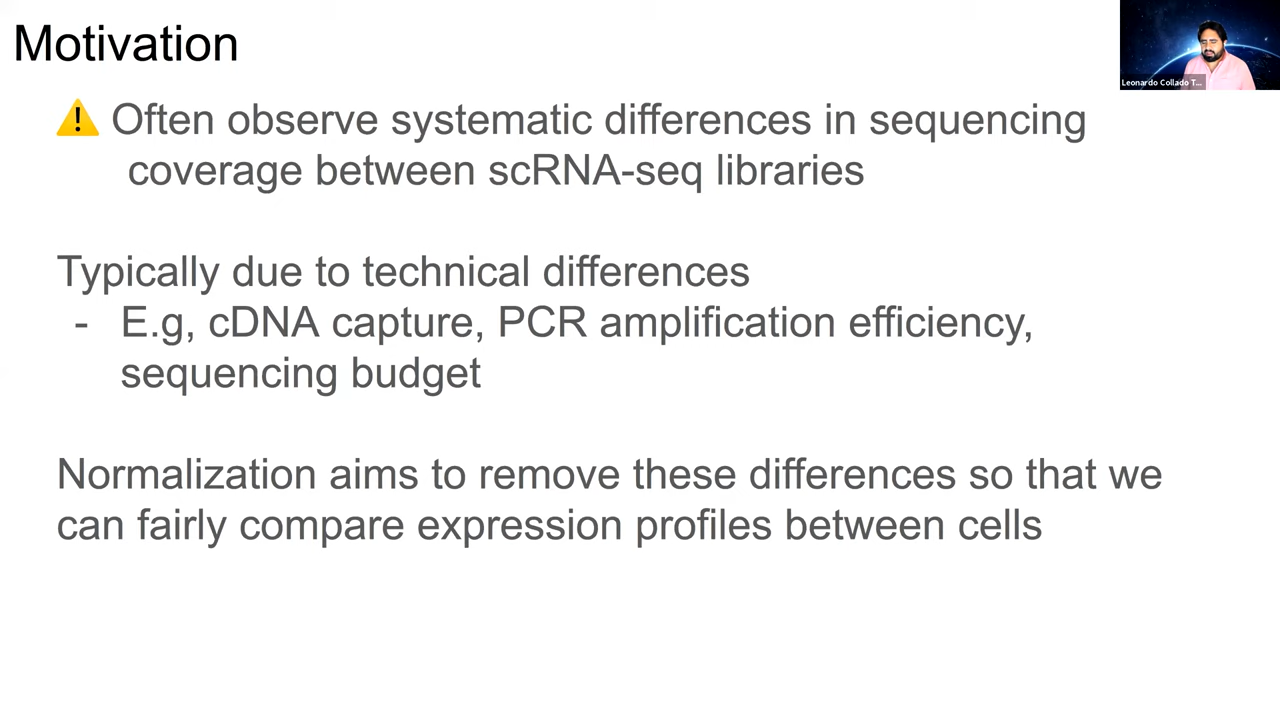 Motivation
Leonardo Collado T...
⚠ Often observe systematic differences in sequencing
coverage between scRNA-seq libraries
Typically due to technical differences
- E.g, cDNA capture, PCR amplification efficiency,
sequencing budget
Normalization aims to remove these differences so that we
can fairly compare expression profiles between cells